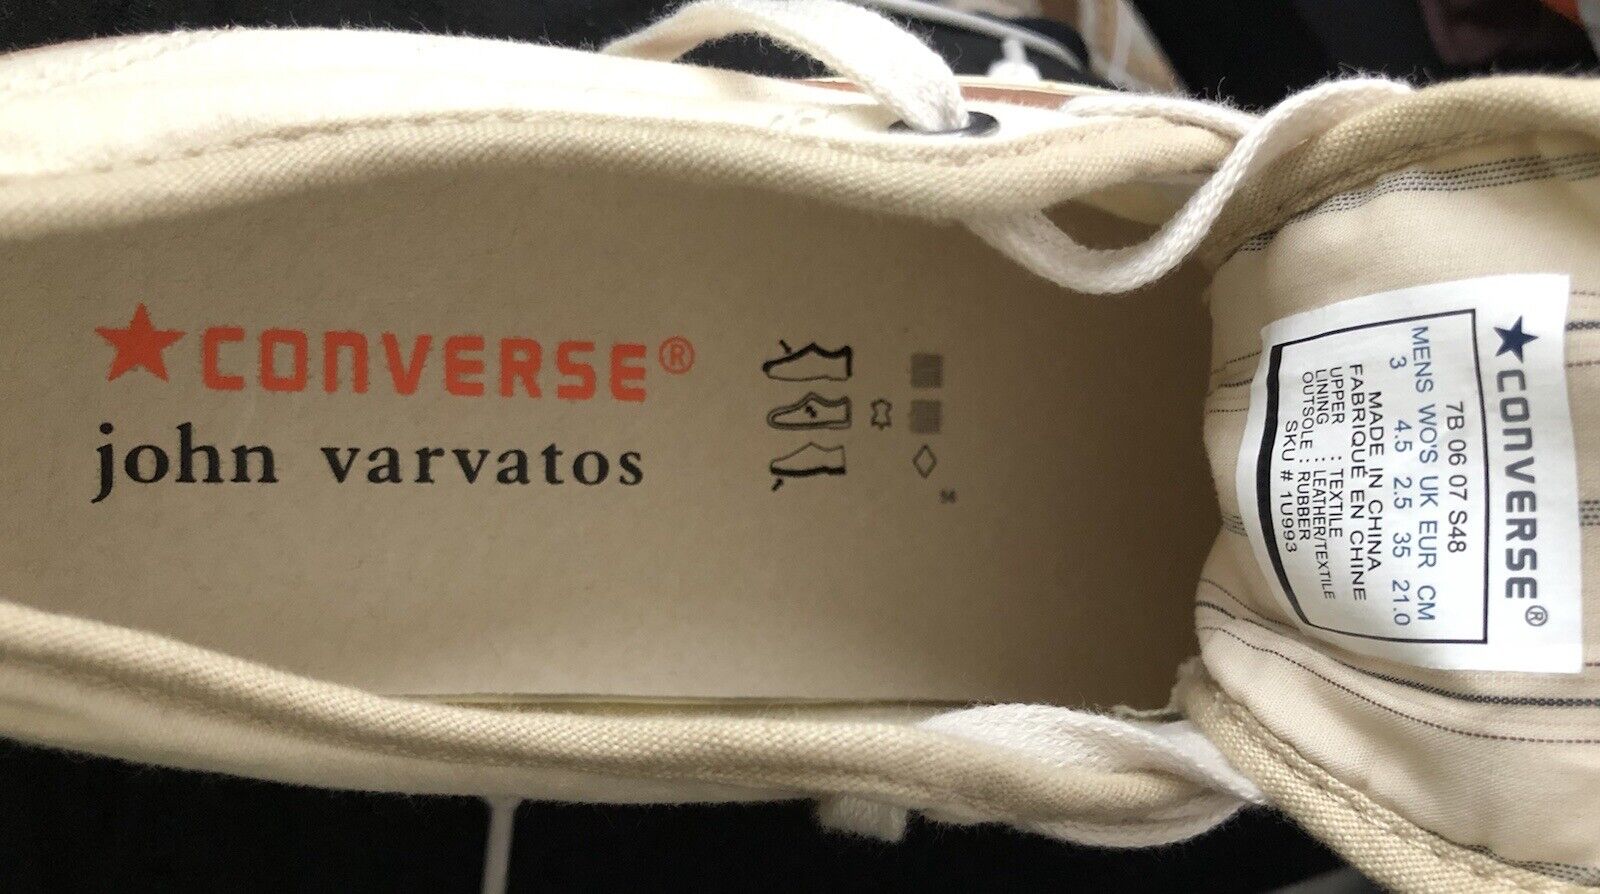 CONVERSE®
john varvatos
M
CONVERSE®
7B 06 07 S48
MENS WO'S UK EUR CM
3 4.5 2.5 35 21.0
MADE IN CHINA
FABRIQUÉ EN CHINE
UPPER : TEXTILE
LINING : LEATHER/TEXTILE
OUTSOLE : RUBBER
SKU # 1U993